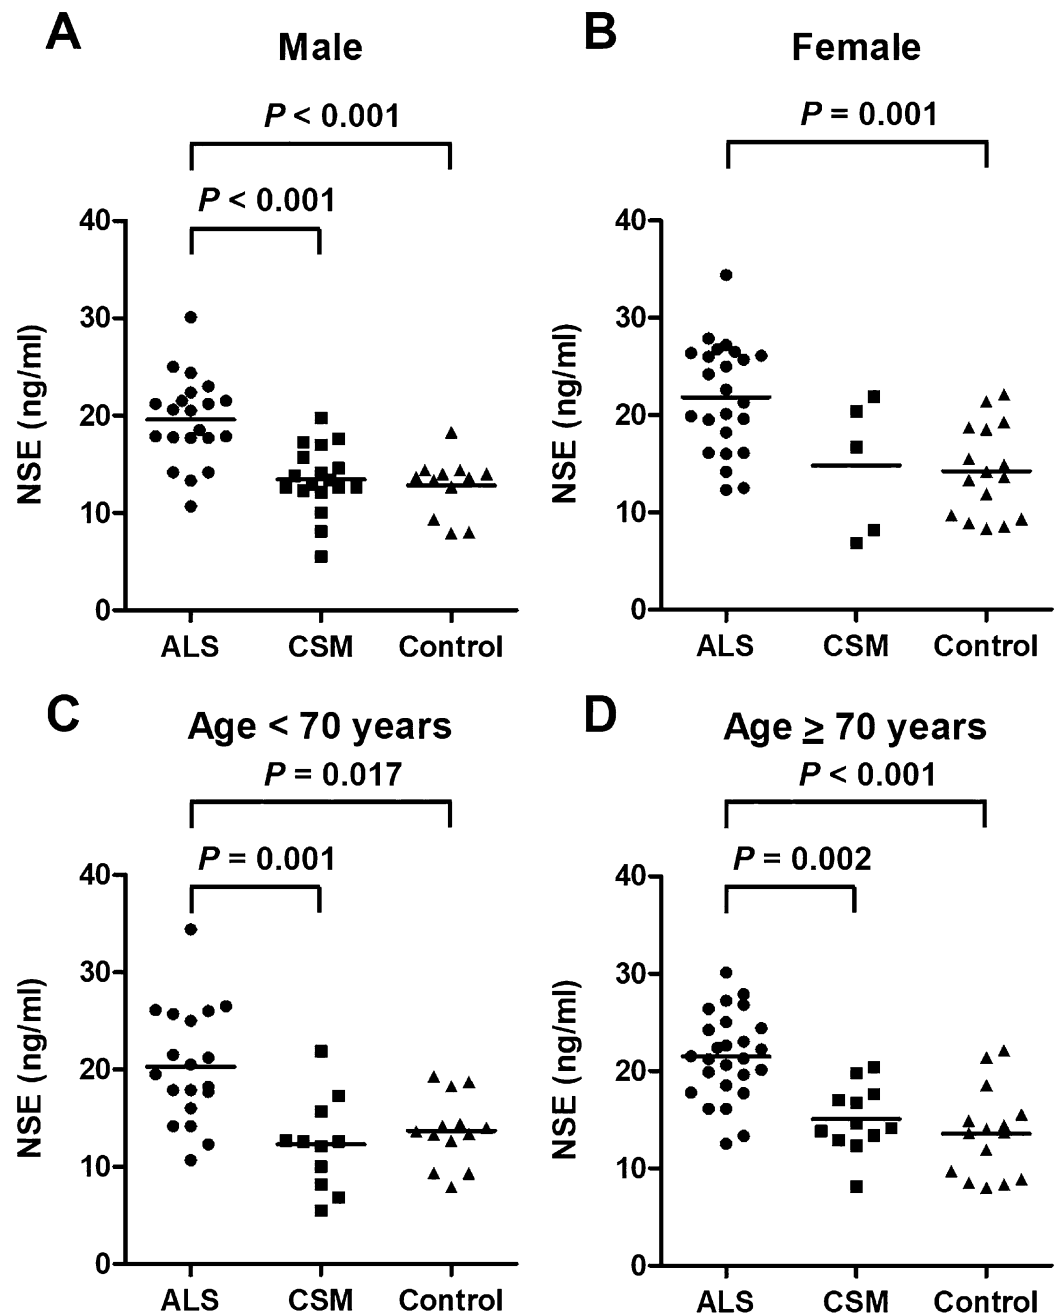 A
Male
P < 0.001
P < 0.001
NSE (ng/ml)
40
30
20
10
0
ALS CSM Control
B
Female
P = 0.001
NSE (ng/ml)
40
30
20
10
0
ALS CSM Control
C
Age < 70 years
P = 0.017
P = 0.001
NSE (ng/ml)
40
30
20
10
0
ALS CSM Control
D
Age ≥ 70 years
P < 0.001
P = 0.002
NSE (ng/ml)
40
30
20
10
0
ALS CSM Control